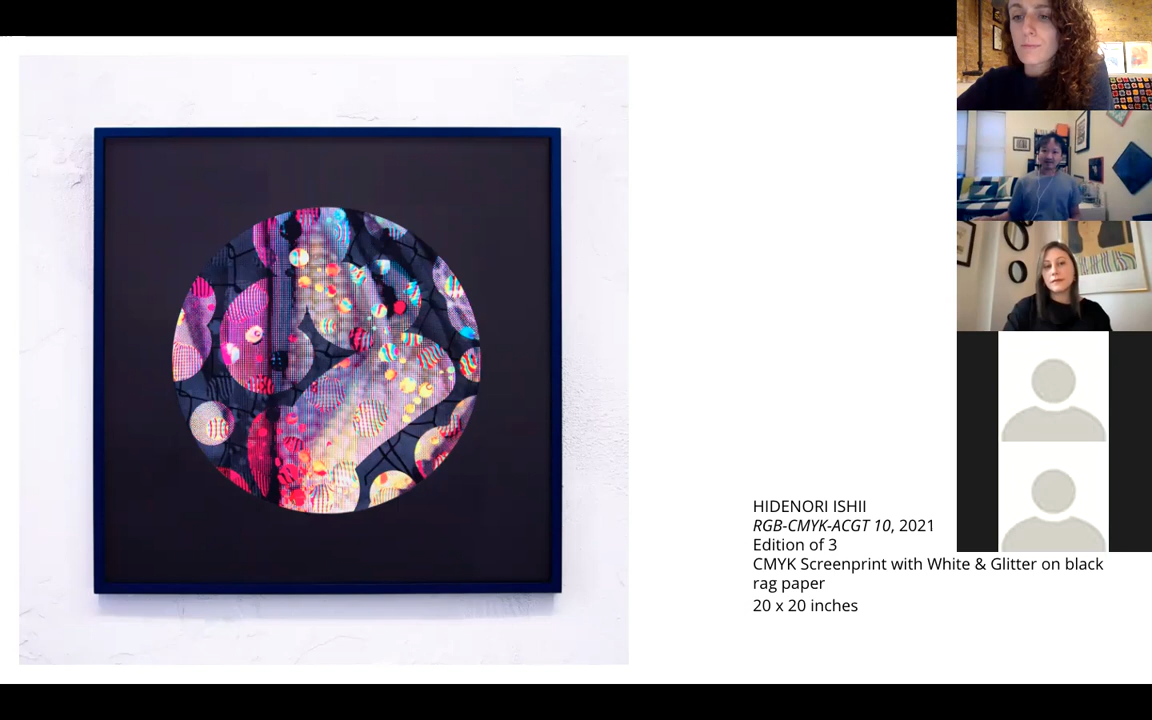 HIDENORI ISHII
RGB-CMYK-ACGT 10, 2021
Edition of 3
CMYK Screenprint with White & Glitter on black
rag paper
20 x 20 inches